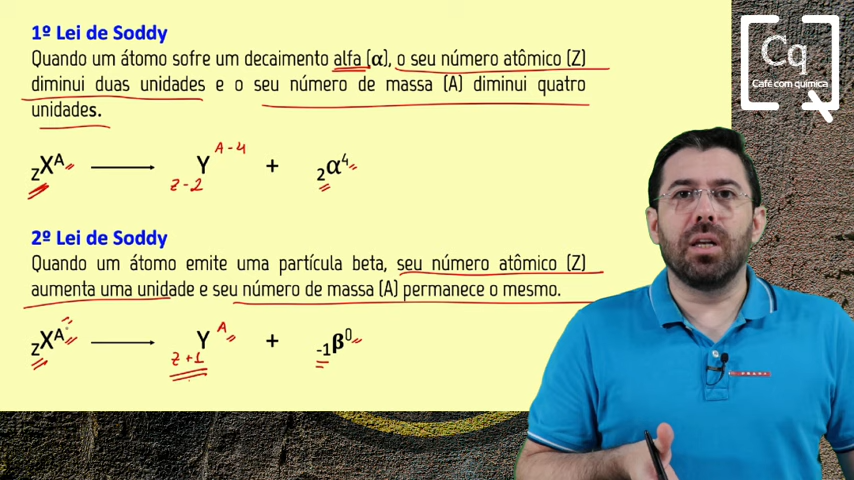 1º Lei de Soddy
Quando um átomo sofre um decaimento alfa (α), o seu número atômico (Z)
diminui duas unidades e o seu número de massa (A) diminui quatro
unidades.
ZXA → Y A-4 Z-2 + 2α4
2º Lei de Soddy
Quando um átomo emite uma partícula beta, seu número atômico (Z)
aumenta uma unidade e seu número de massa (A) permanece o mesmo.
ZXA → Y A Z+1 + -1β0
Cq
Café com química
PRADA